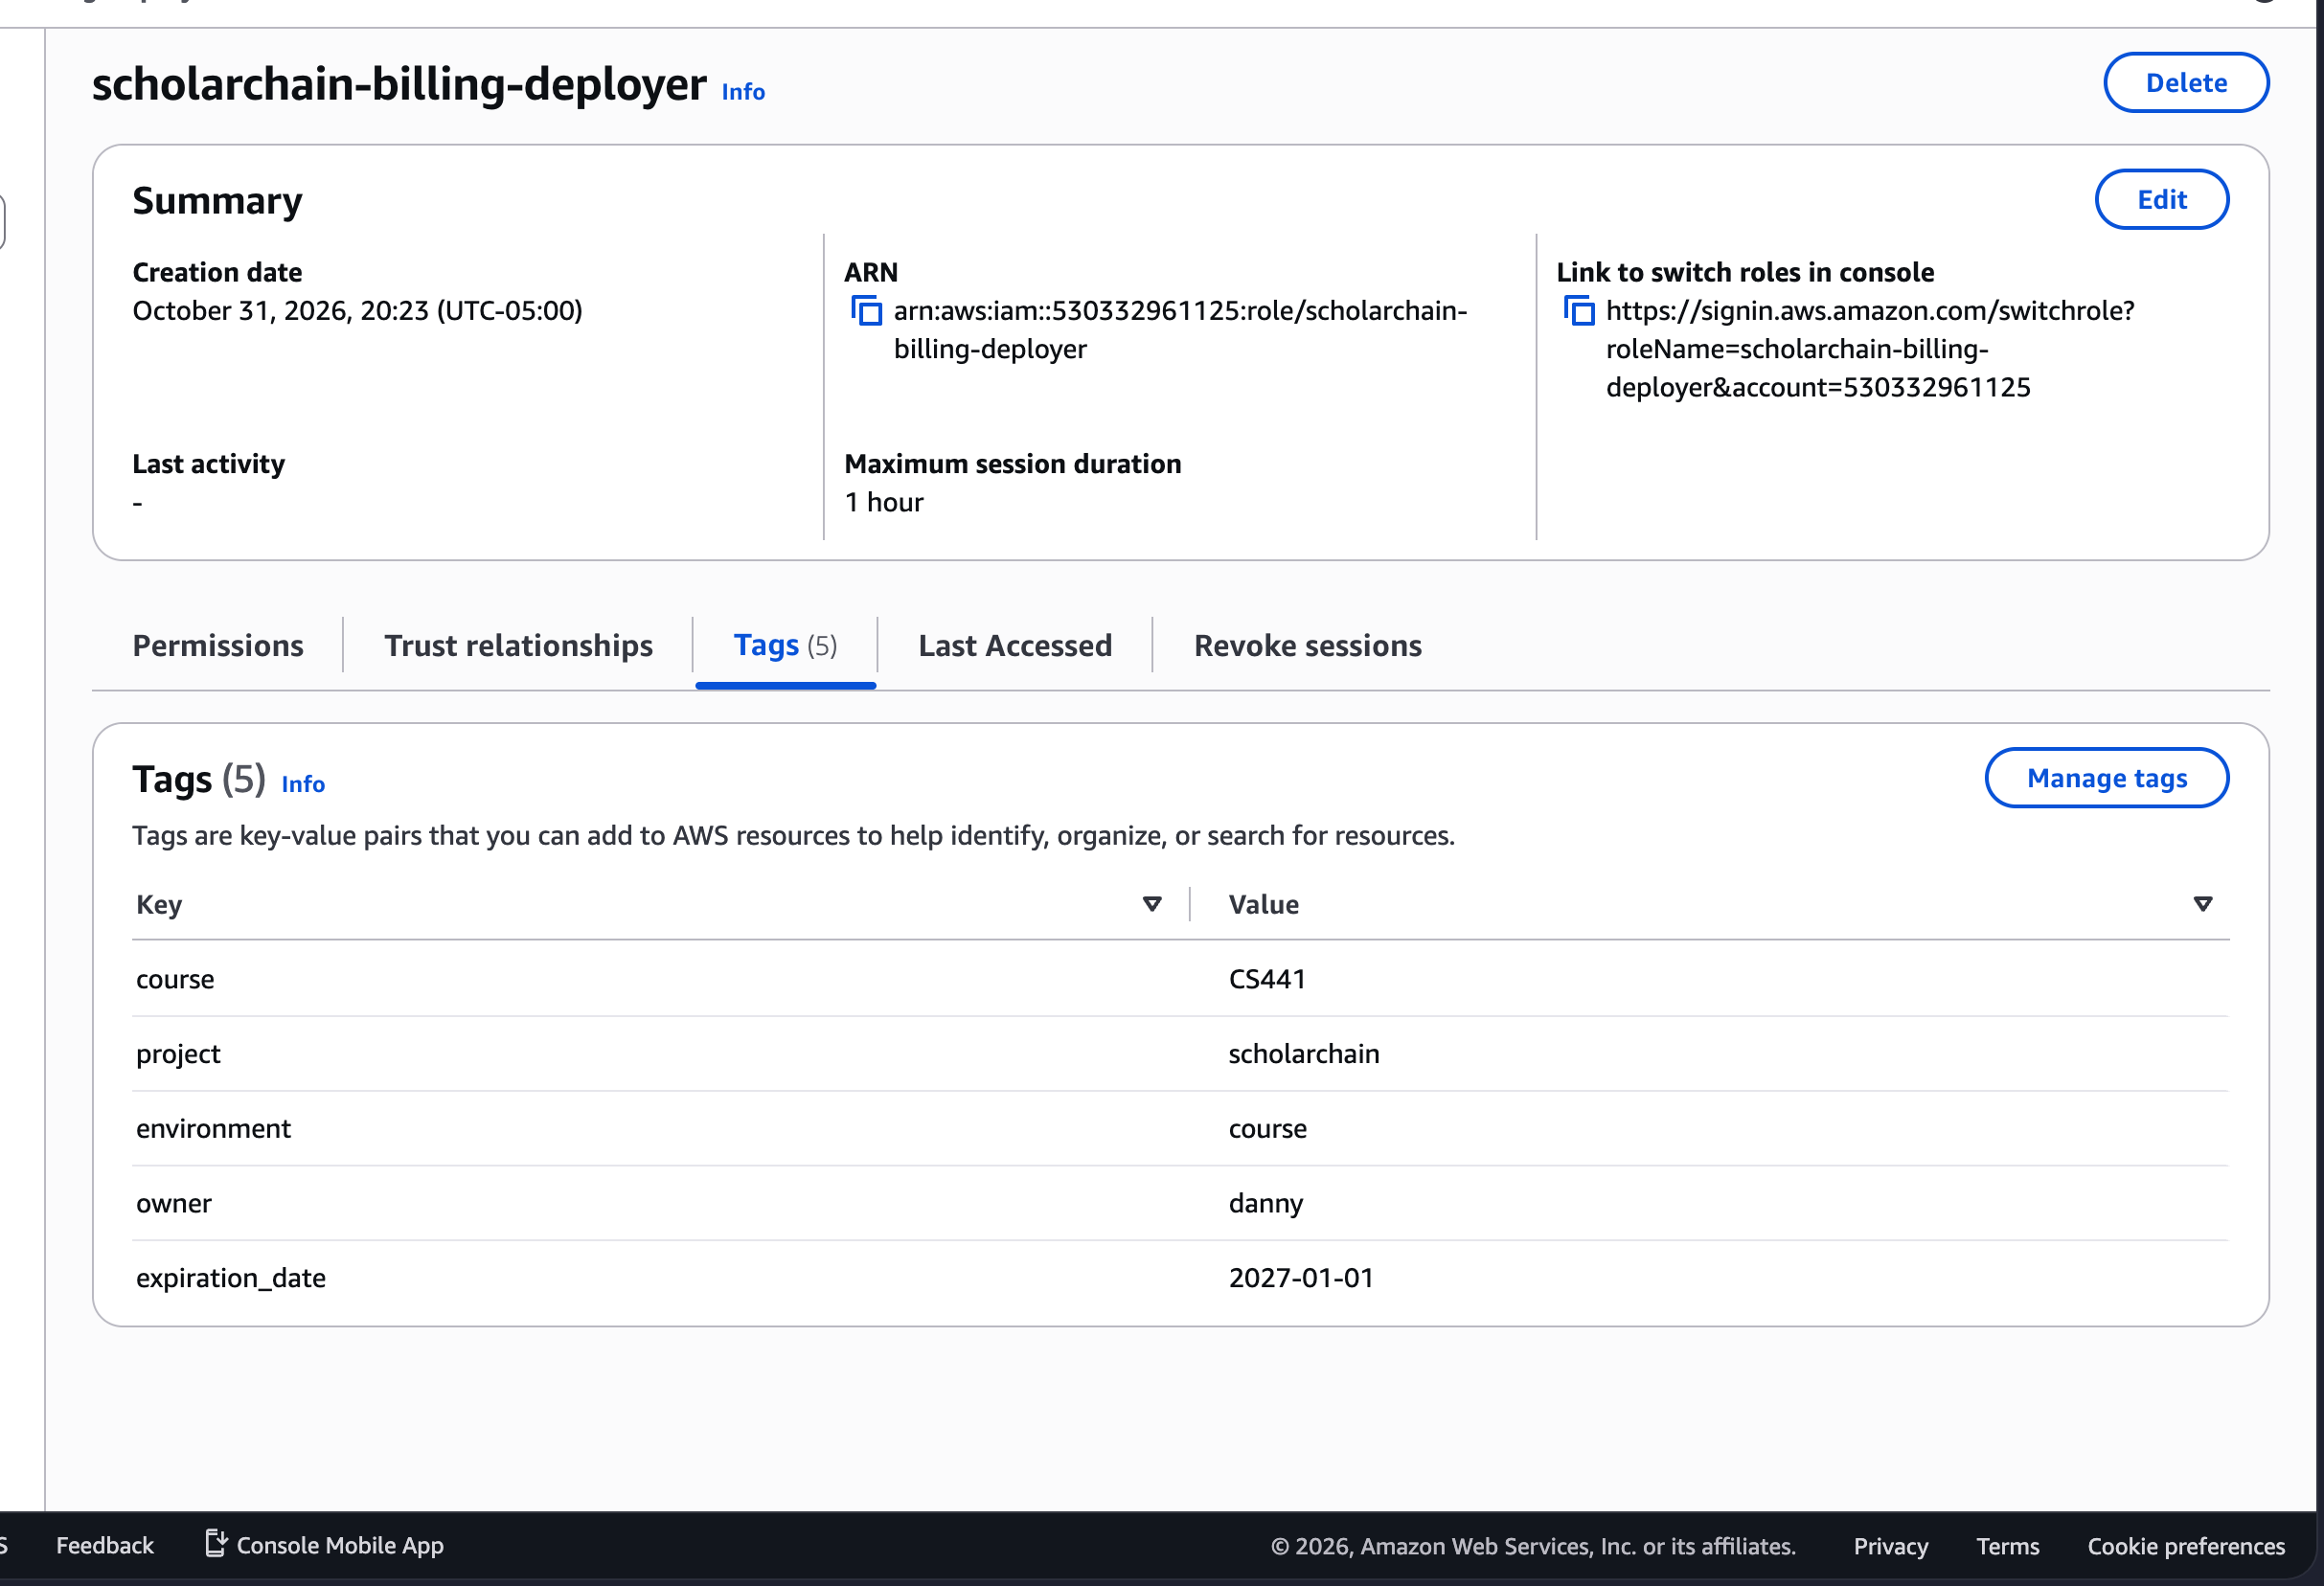 scholarchain-billing-deployer Info
Delete
Summary
Edit
Creation date
October 31, 2026, 20:23 (UTC-05:00)
ARN
arn:aws:iam::530332961125:role/scholarchain-
billing-deployer
Link to switch roles in console
https://signin.aws.amazon.com/switchrole?
roleName=scholarchain-billing-
deployer&account=530332961125
Last activity
-
Maximum session duration
1 hour
Permissions
Trust relationships
Tags (5)
Last Accessed
Revoke sessions
Tags (5) Info
Manage tags
Tags are key-value pairs that you can add to AWS resources to help identify, organize, or search for resources.
Key
Value
course
CS441
project
scholarchain
environment
course
owner
danny
expiration_date
2027-01-01
Feedback
Console Mobile App
© 2026, Amazon Web Services, Inc. or its affiliates.
Privacy
Terms
Cookie preferences